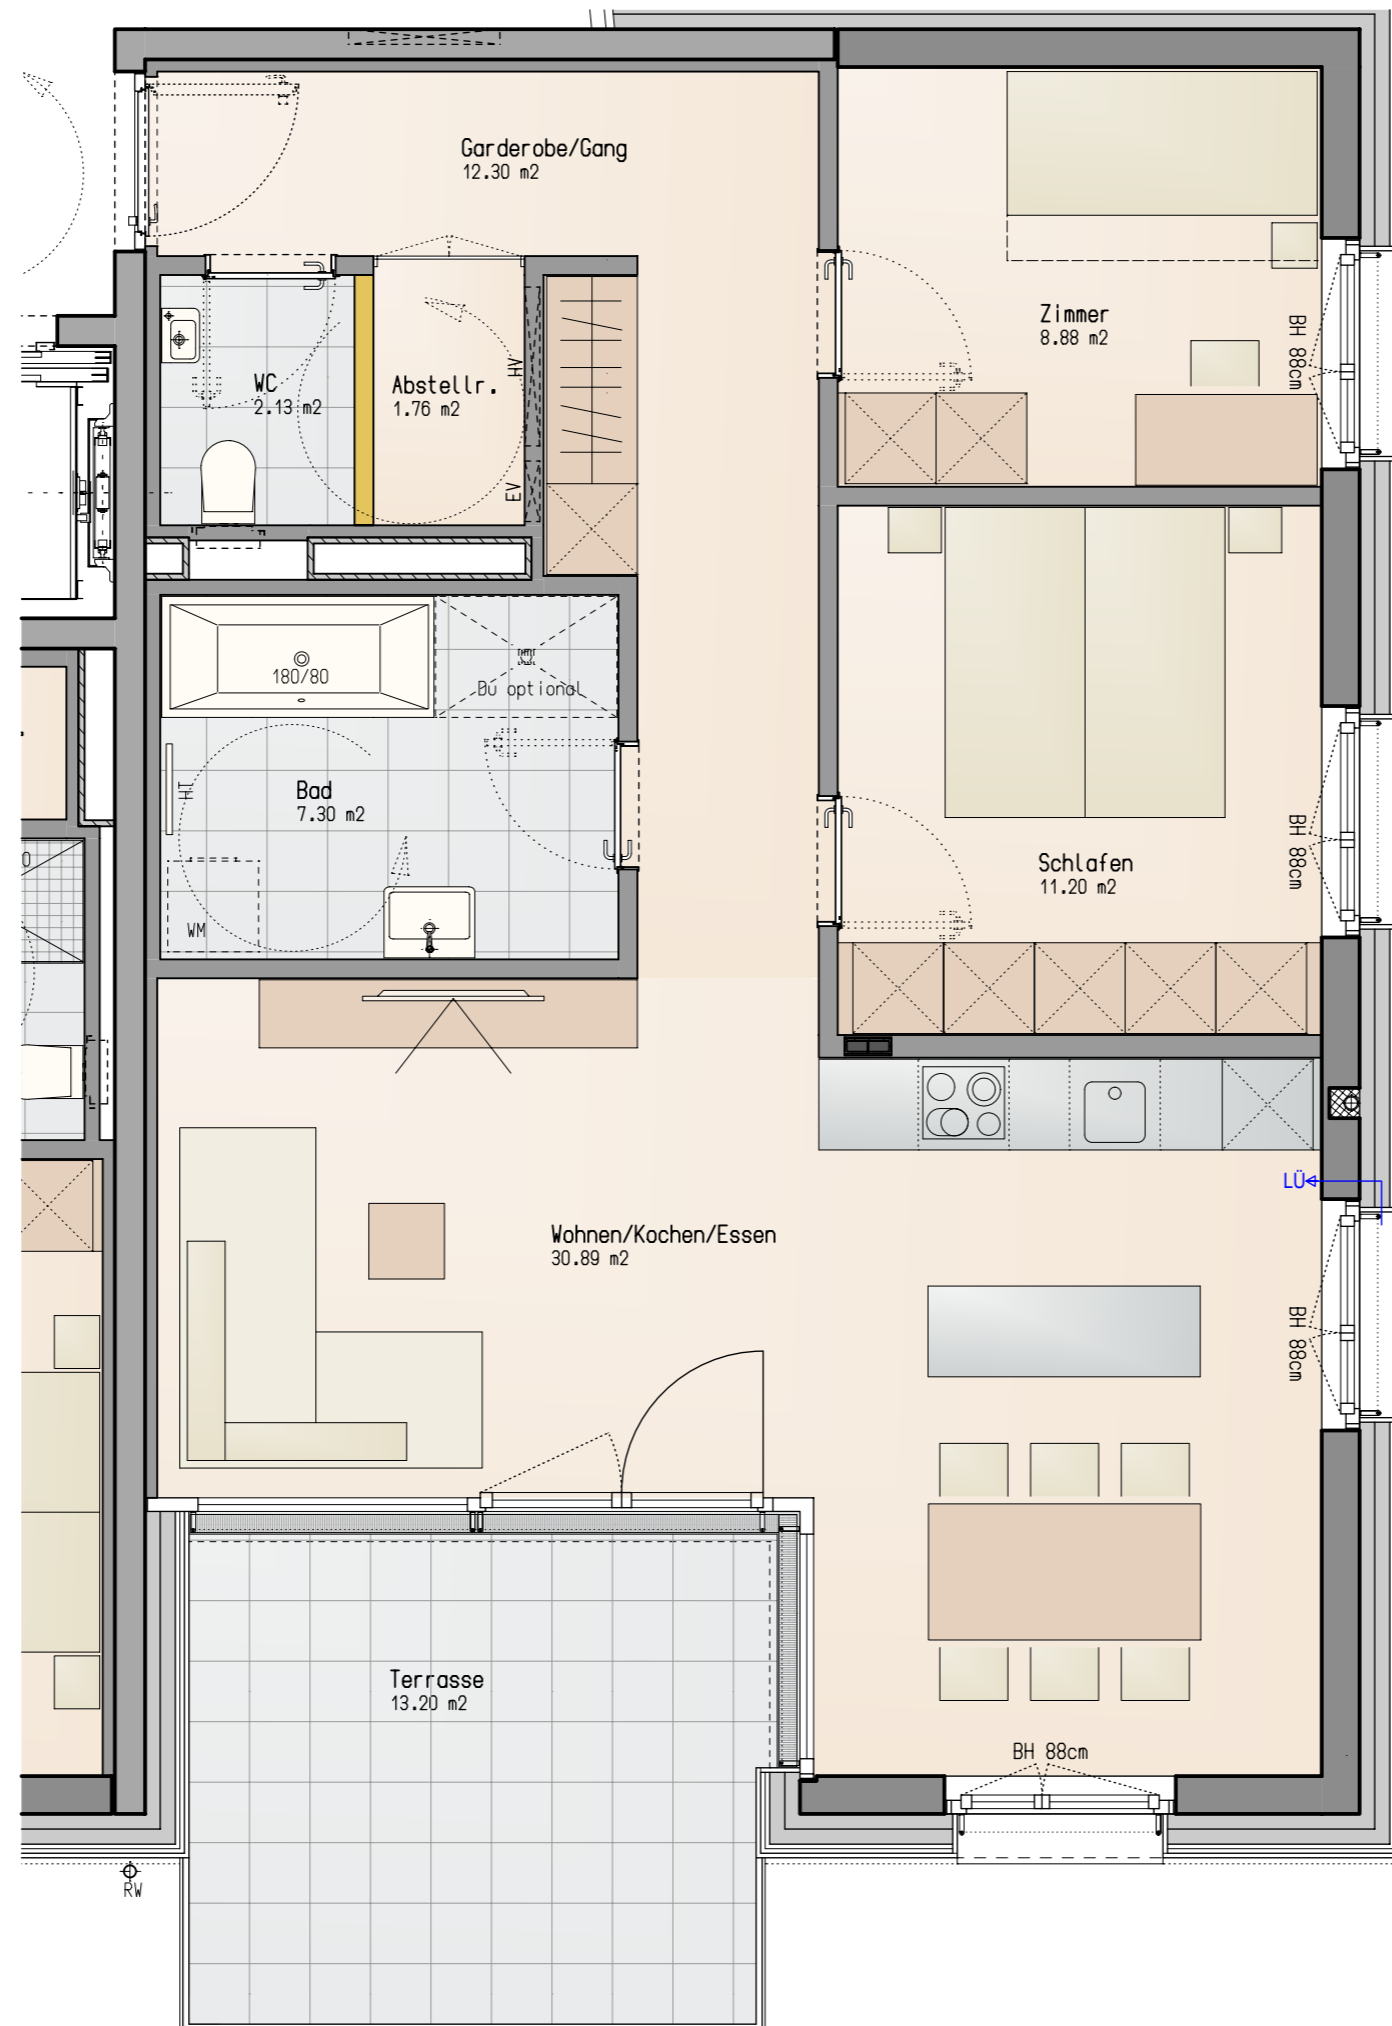 Garderobe/Gang
12.30 m2
Zimmer
8.88 m2
BH 88cm
WC
2.13 m2
Abstellr.
1.76 m2
HV
EV
180/80
Du optional
HT
Bad
7.30 m2
WM
Schlafen
11.20 m2
BH 88cm
LÜ
Wohnen/Kochen/Essen
30.89 m2
BH 88cm
Terrasse
13.20 m2
BH 88cm
RW